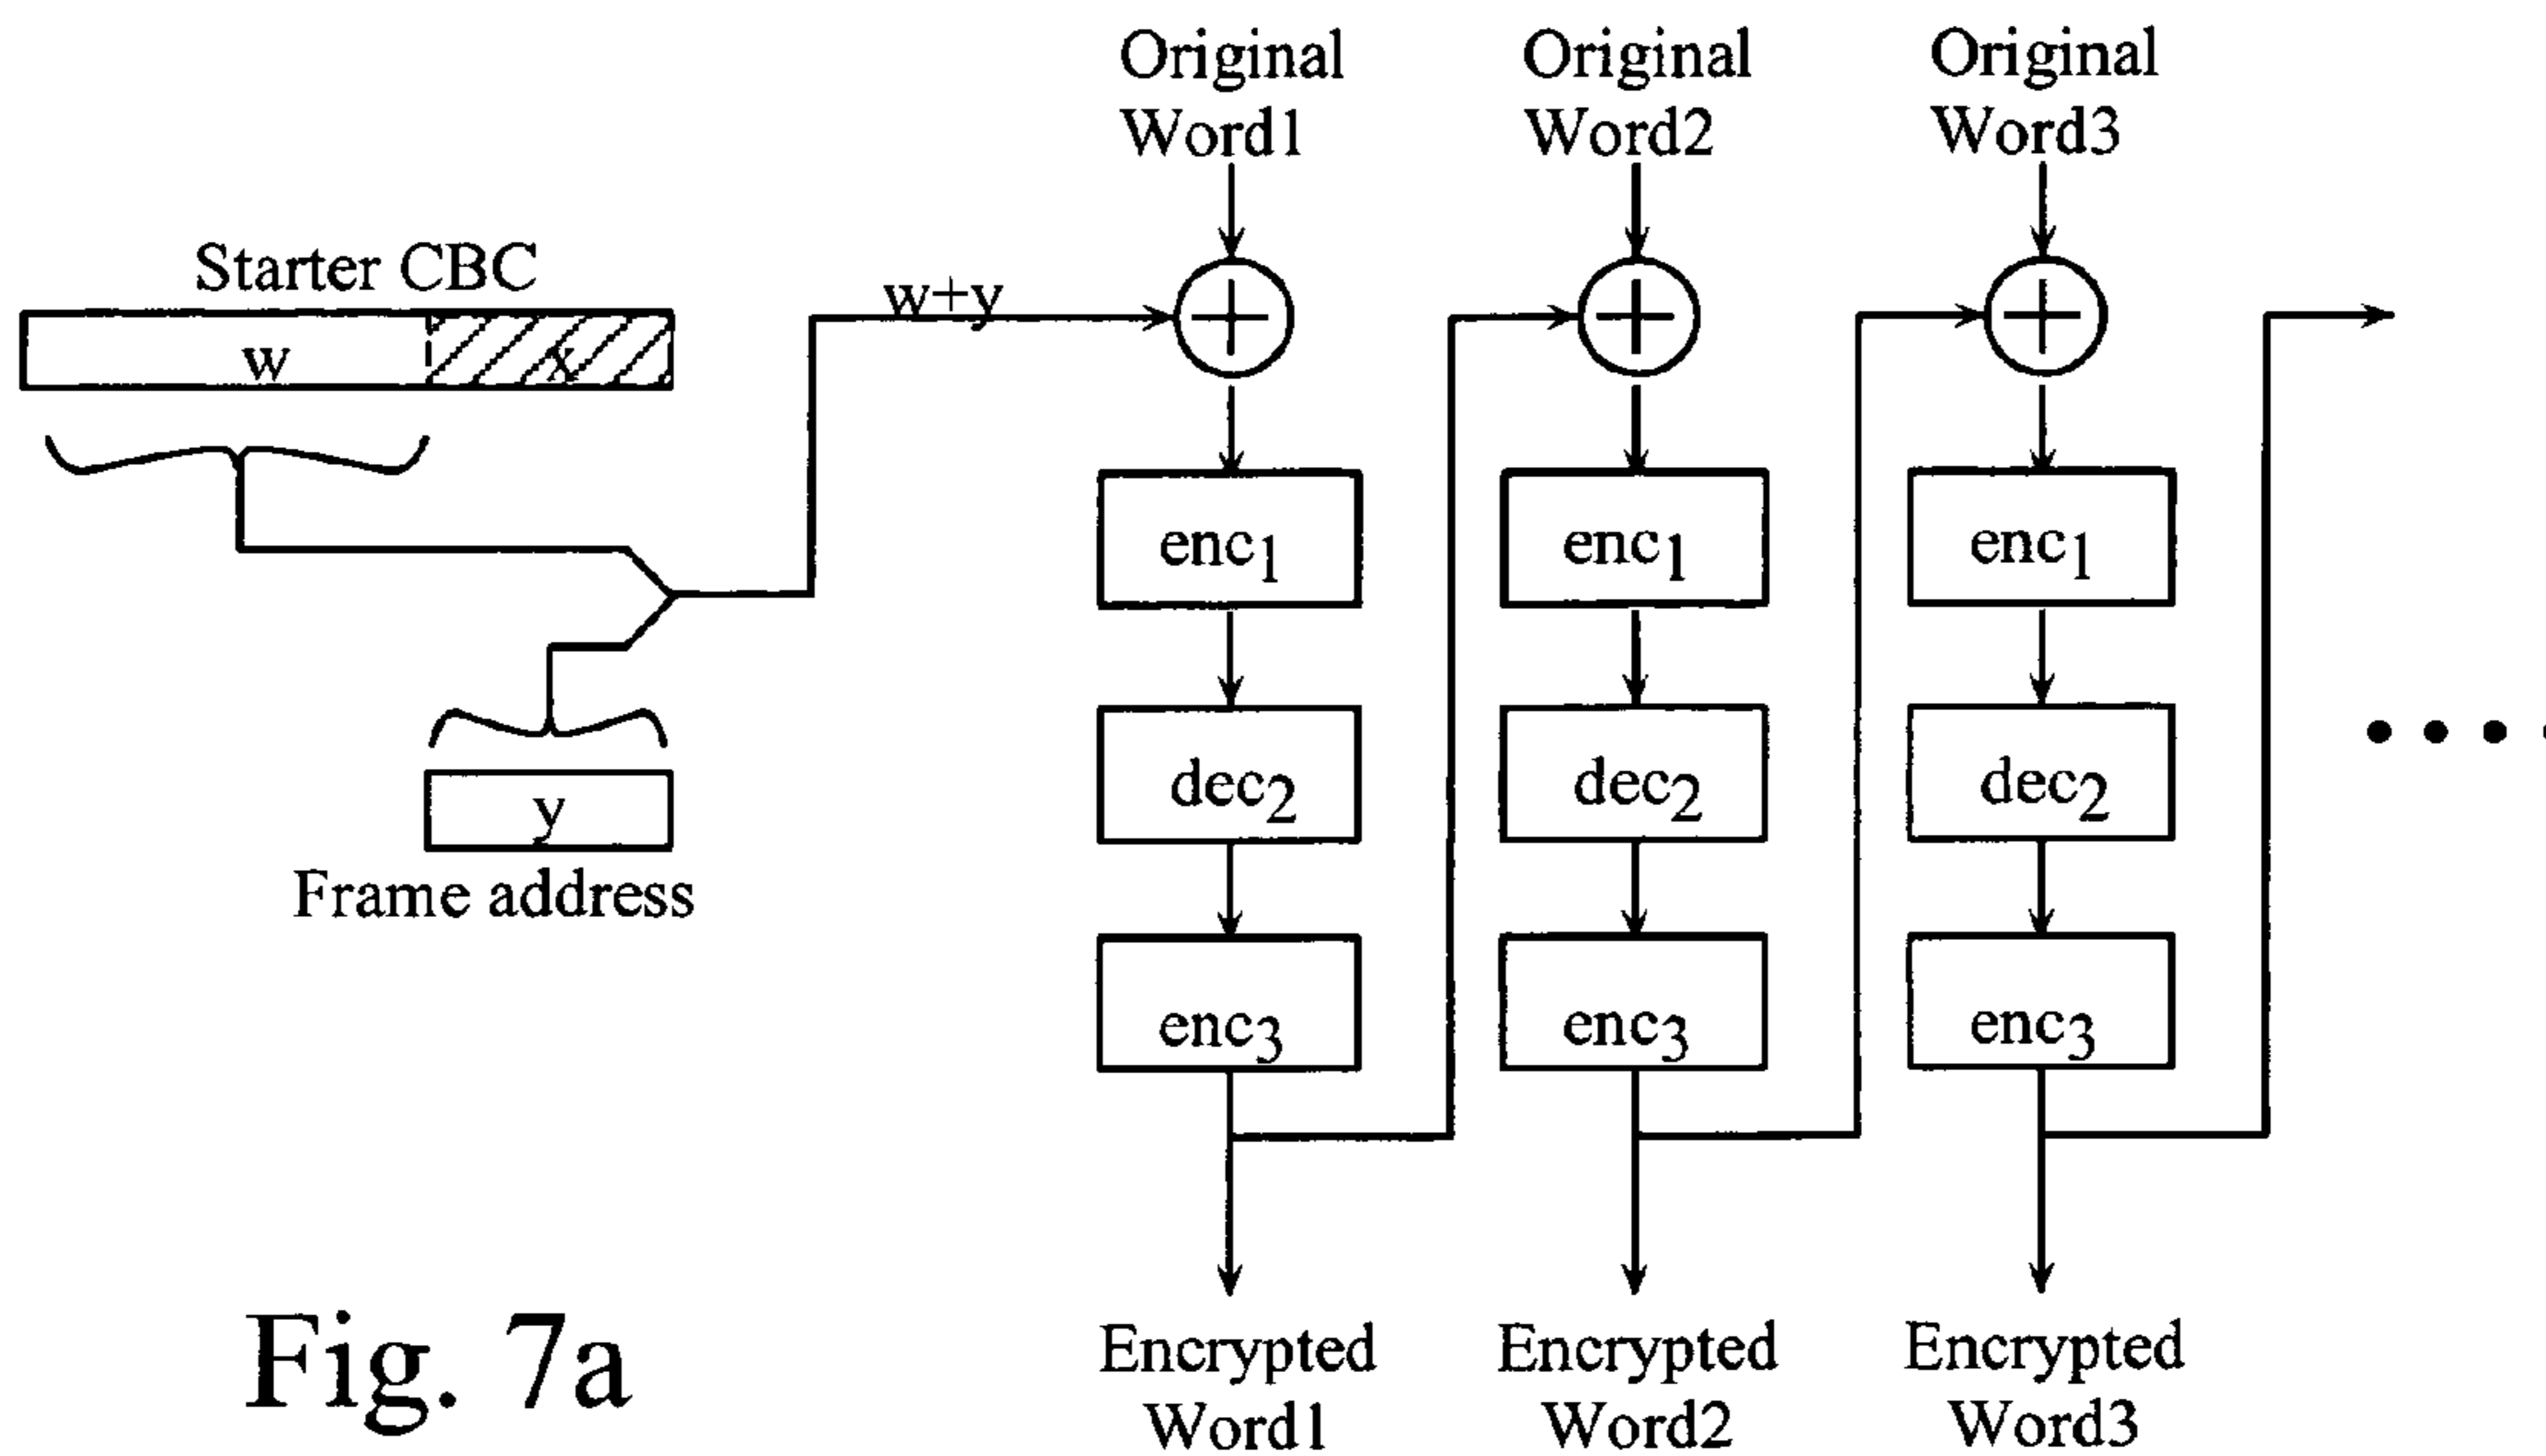 Original
Word1
Original
Word2
Original
Word3
Starter CBC
w
x
w+y
enc1
enc1
enc1
dec2
dec2
dec2
y
Frame address
enc3
enc3
enc3
Encrypted
Word1
Encrypted
Word2
Encrypted
Word3
Fig. 7a